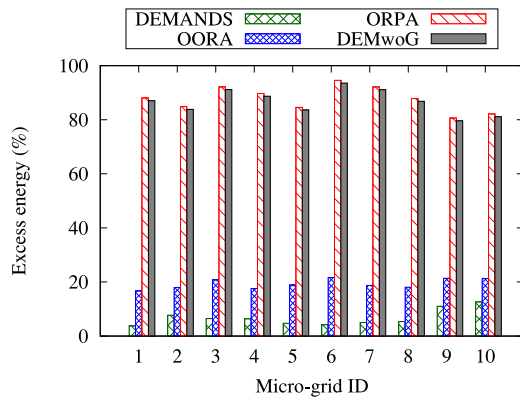 DEMANDS ORPA
OORA DEMwoG
100
80
60
40
20
0
Excess energy (%)
1 2 3 4 5 6 7 8 9 10
Micro-grid ID